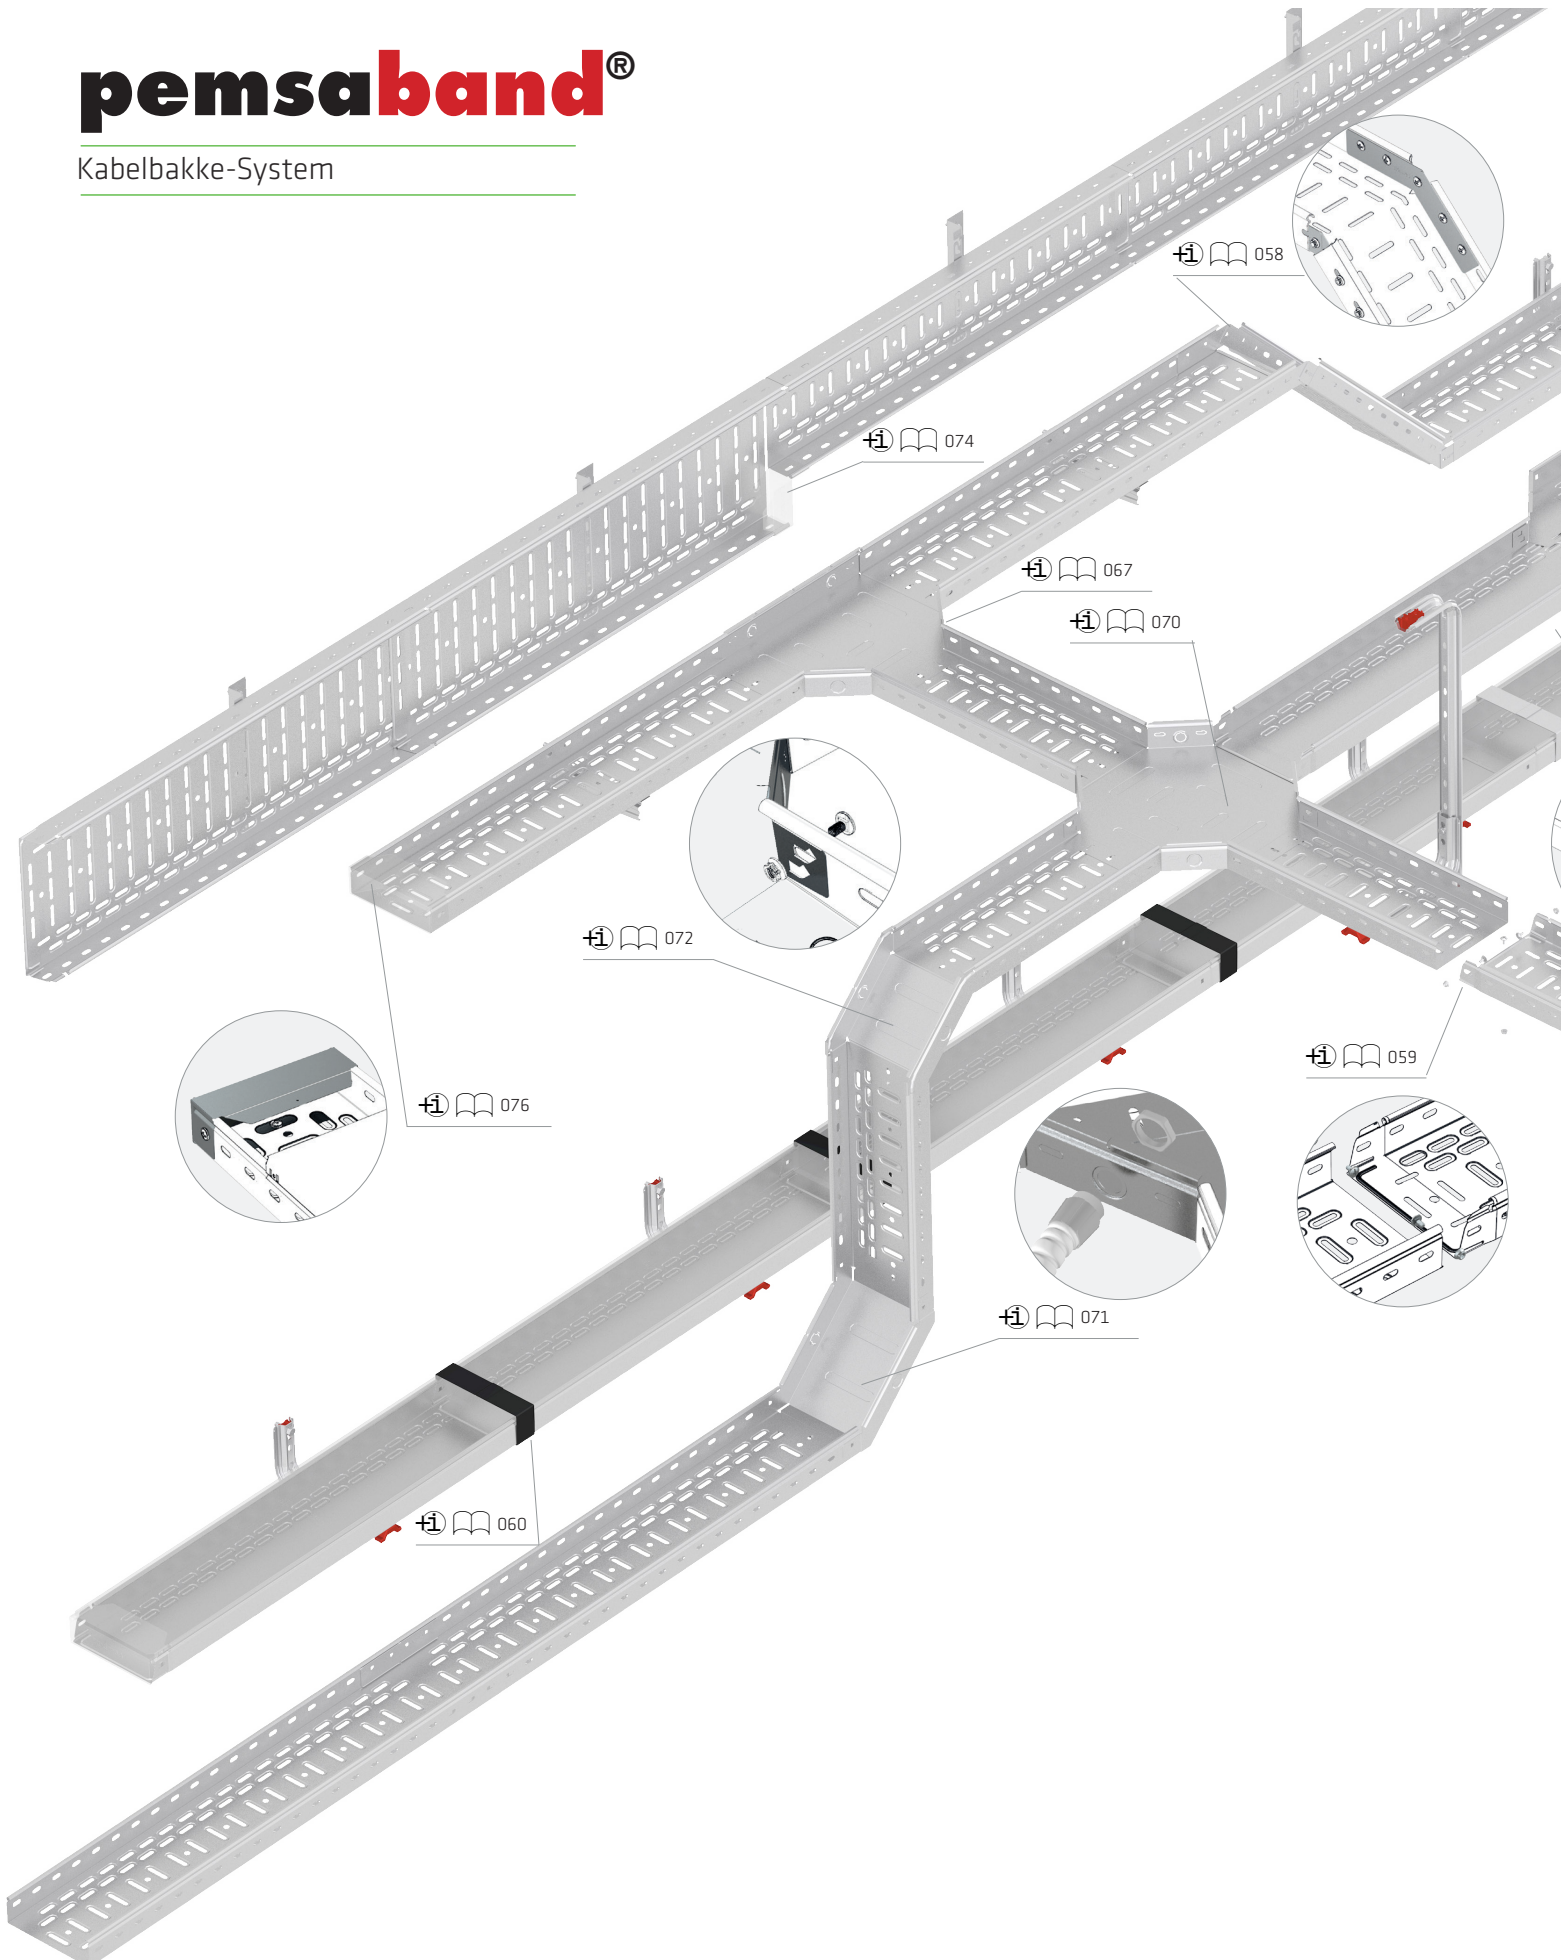 pemsaband®
Kabelbakke-System
+i 058
+i 074
+i 067
+i 070
+i 072
+i 059
+i 076
+i 071
+i 060